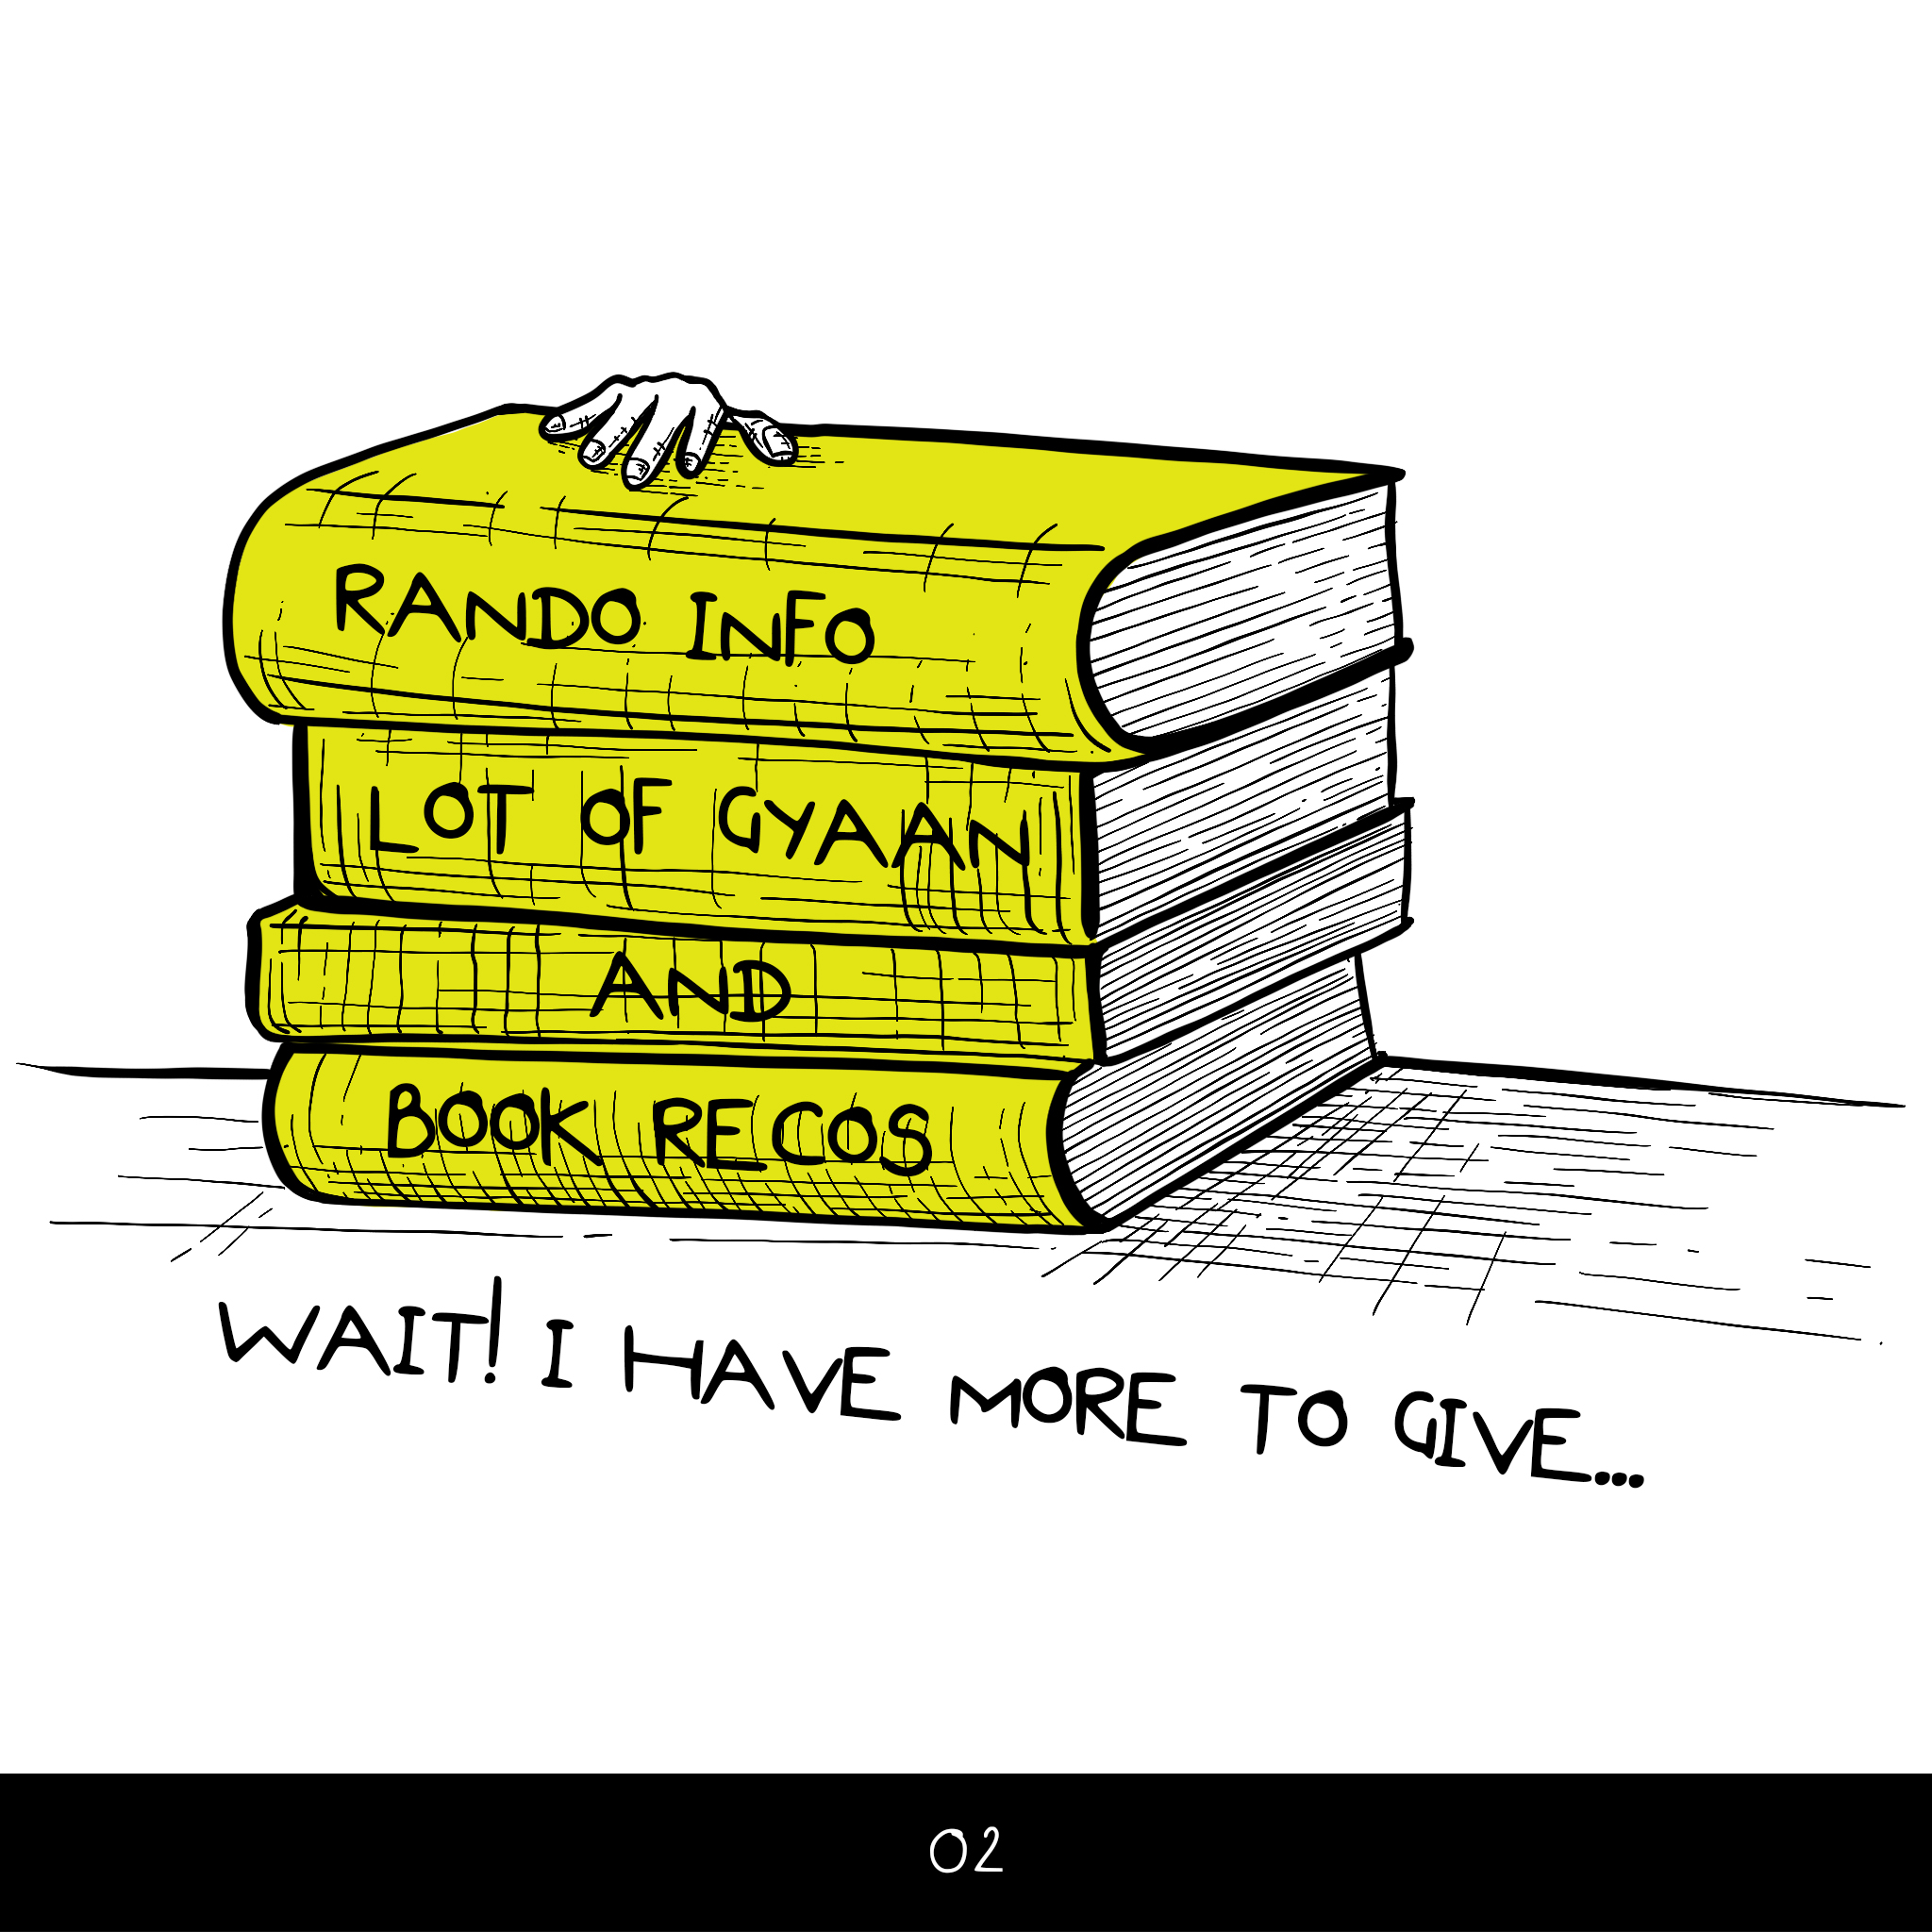 RANDO INFO
LOT OF GYAAN
AND
BOOK RECOS
WAIT! I HAVE MORE TO GIVE...
02